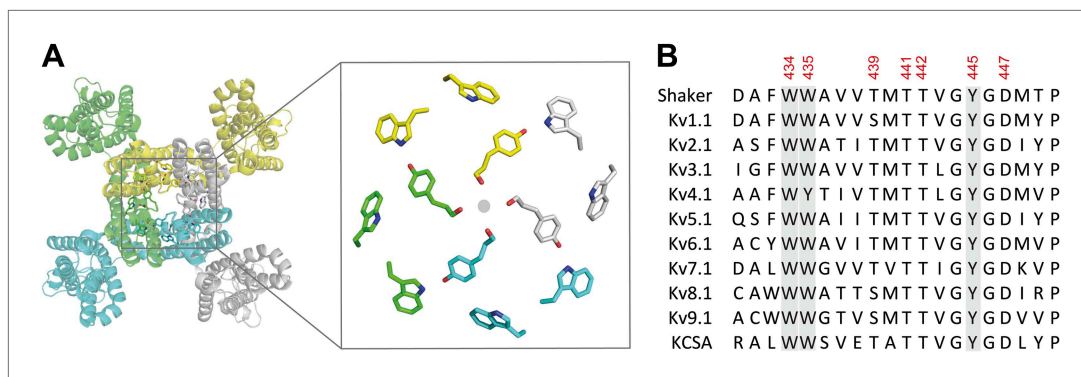 A
B
434 435 439 441 442 445 447
Shaker D A F W W A V V T M T T V G Y G D M T P
Kv1.1 D A F W W A V V S M T T V G Y G D M Y P
Kv2.1 A S F W W A T I T M T T V G Y G D I Y P
Kv3.1 I G F W W A V V T M T T L G Y G D M Y P
Kv4.1 A A F W Y T I V T M T T L G Y G D M V P
Kv5.1 Q S F W W A I I T M T T V G Y G D I Y P
Kv6.1 A C Y W W A V I T M T T V G Y G D M V P
Kv7.1 D A L W W G V V T V T T I G Y G D K V P
Kv8.1 C A W W W A T T S M T T V G Y G D I R P
Kv9.1 A C W W W G T V S M T T V G Y G D V V P
KCSA R A L W W S V E T A T T V G Y G D L Y P